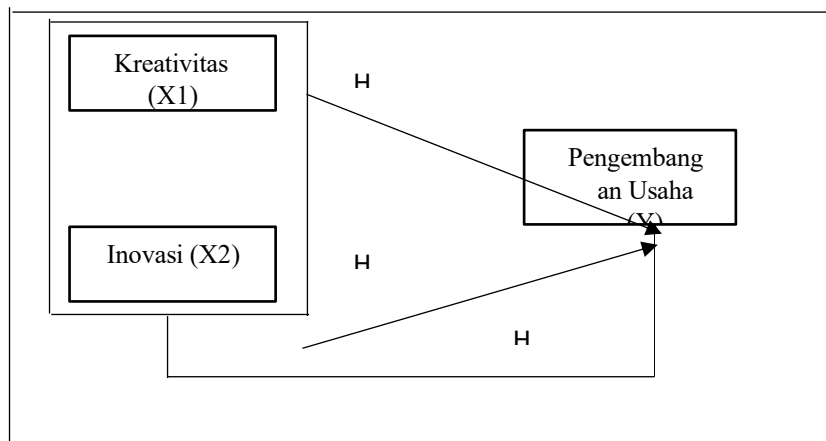 Kreativitas
(X1)
H
Pengembang
an Usaha
(Y)
Inovasi (X2)
H
H